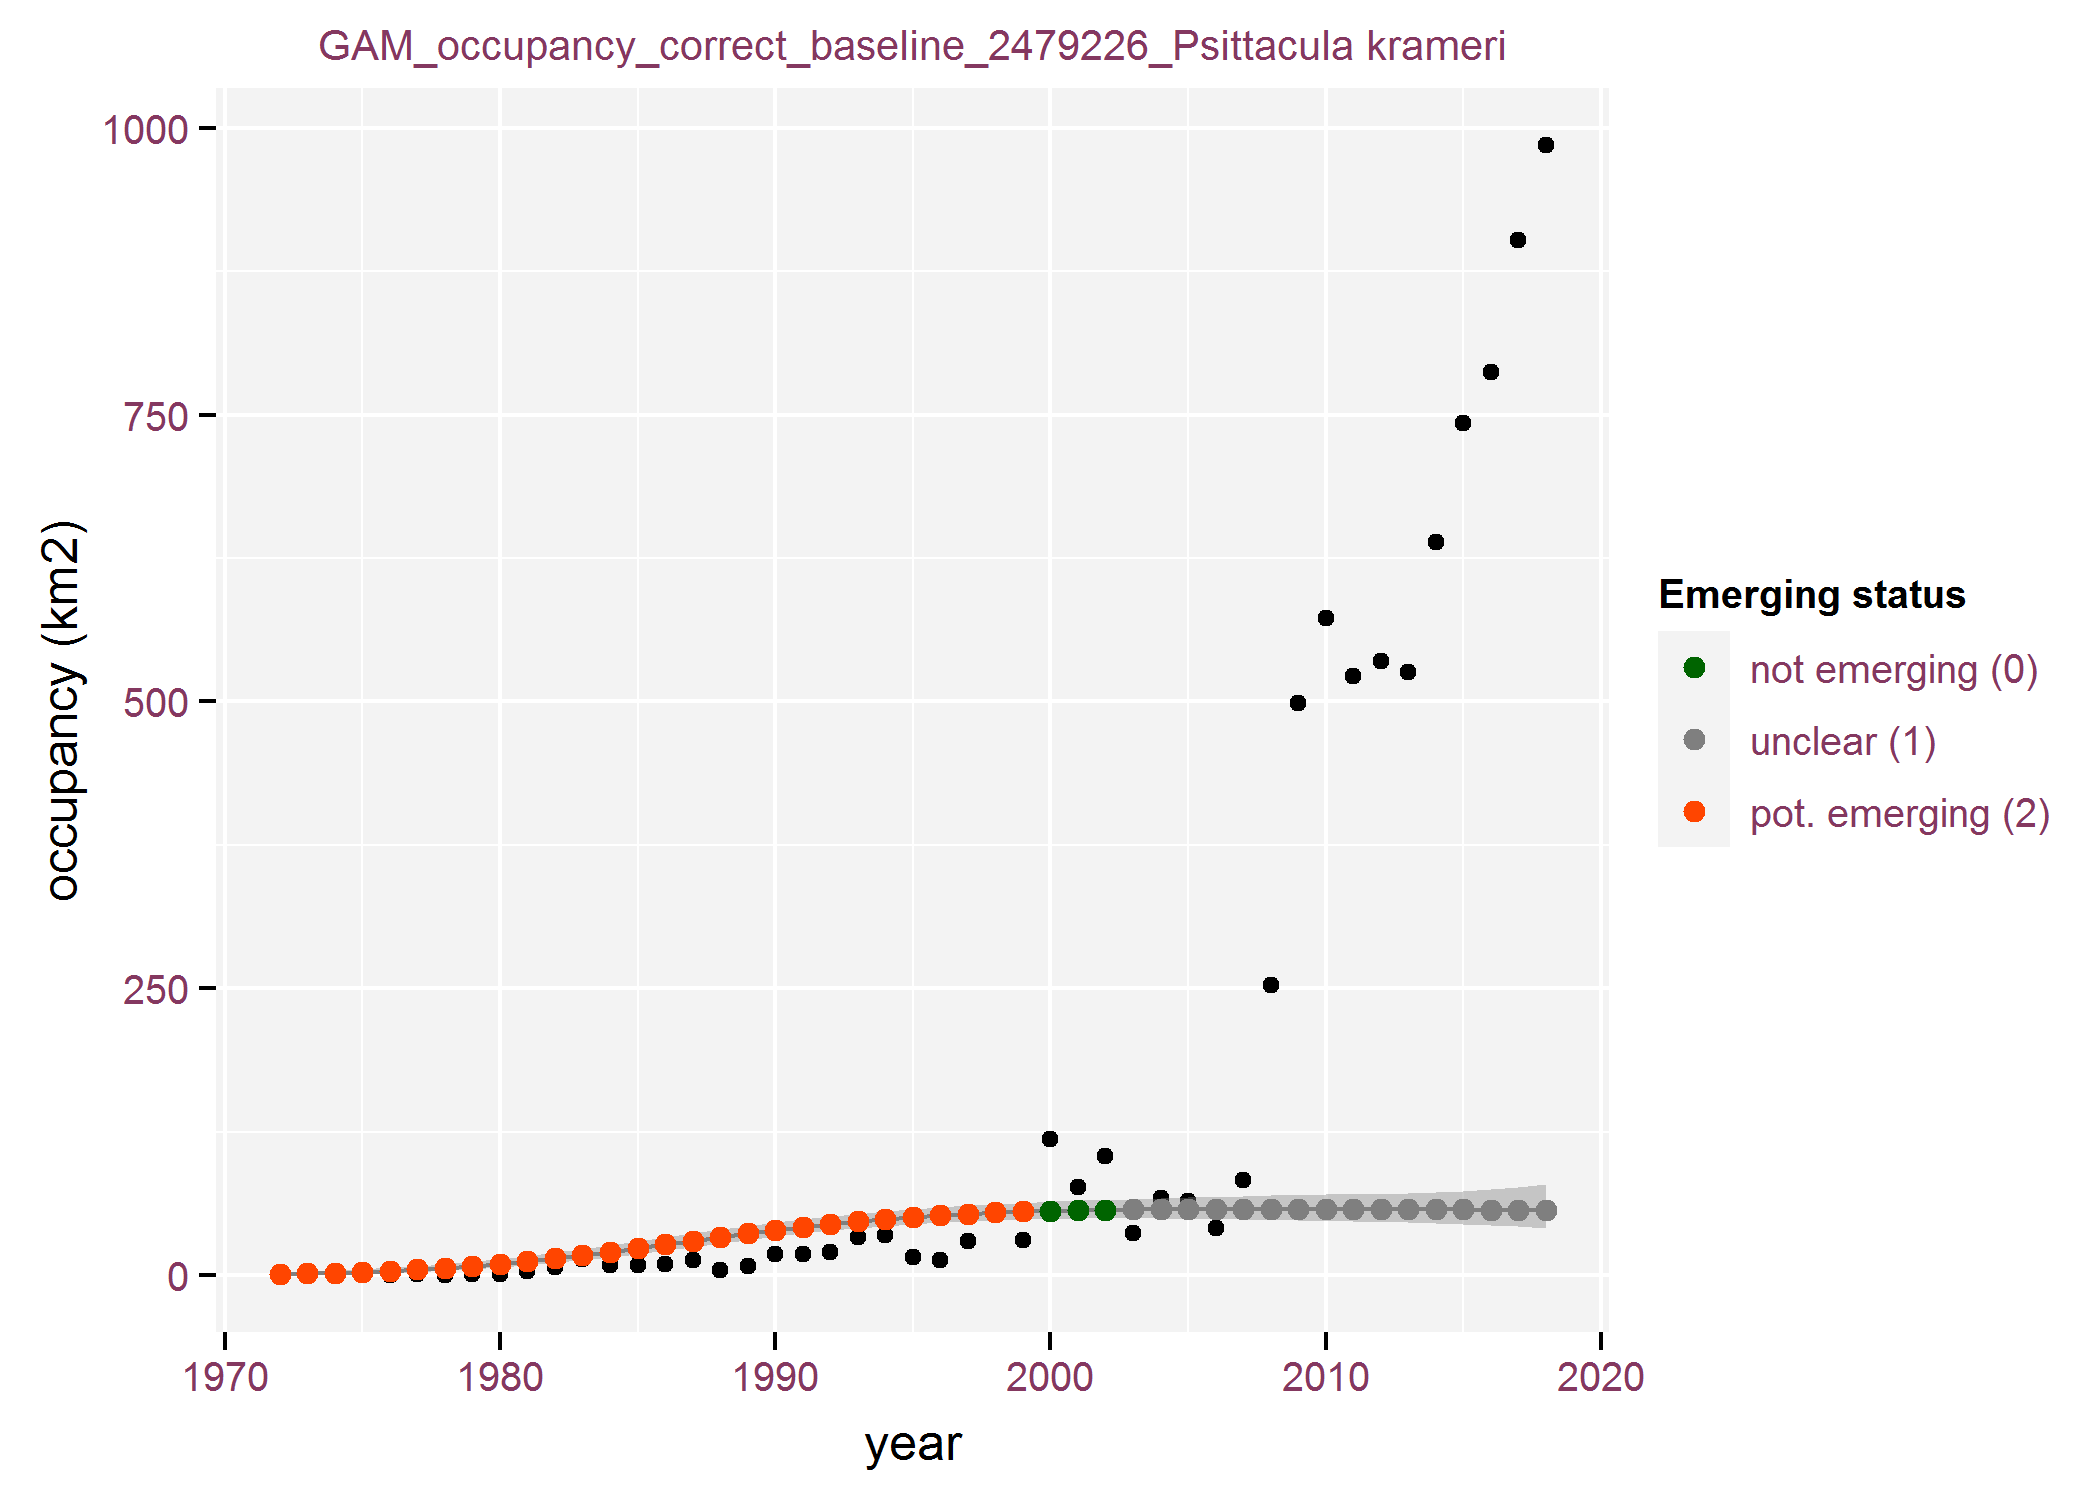 GAM_occupancy_correct_baseline_2479226_Psittacula krameri
1000
750
500
250
0
occupancy (km2)
1970 1980 1990 2000 2010 2020
year
Emerging status
not emerging (0)
unclear (1)
pot. emerging (2)